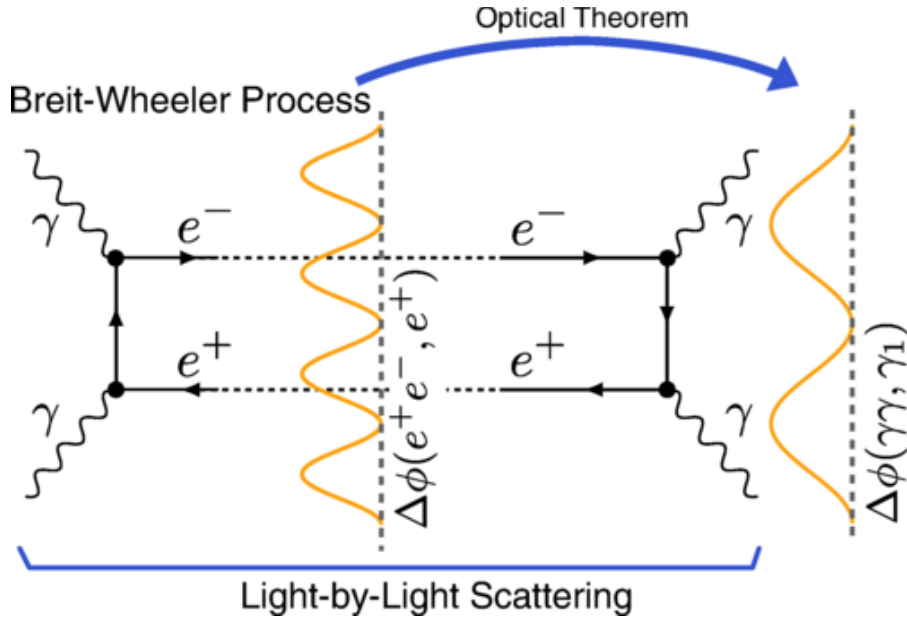 Optical Theorem
Breit-Wheeler Process
γ
e⁻
e⁻
γ
e⁺
e⁺
γ
γ
Δϕ(e⁺e⁻, e⁺)
Δϕ(γγ, γ₁)
Light-by-Light Scattering